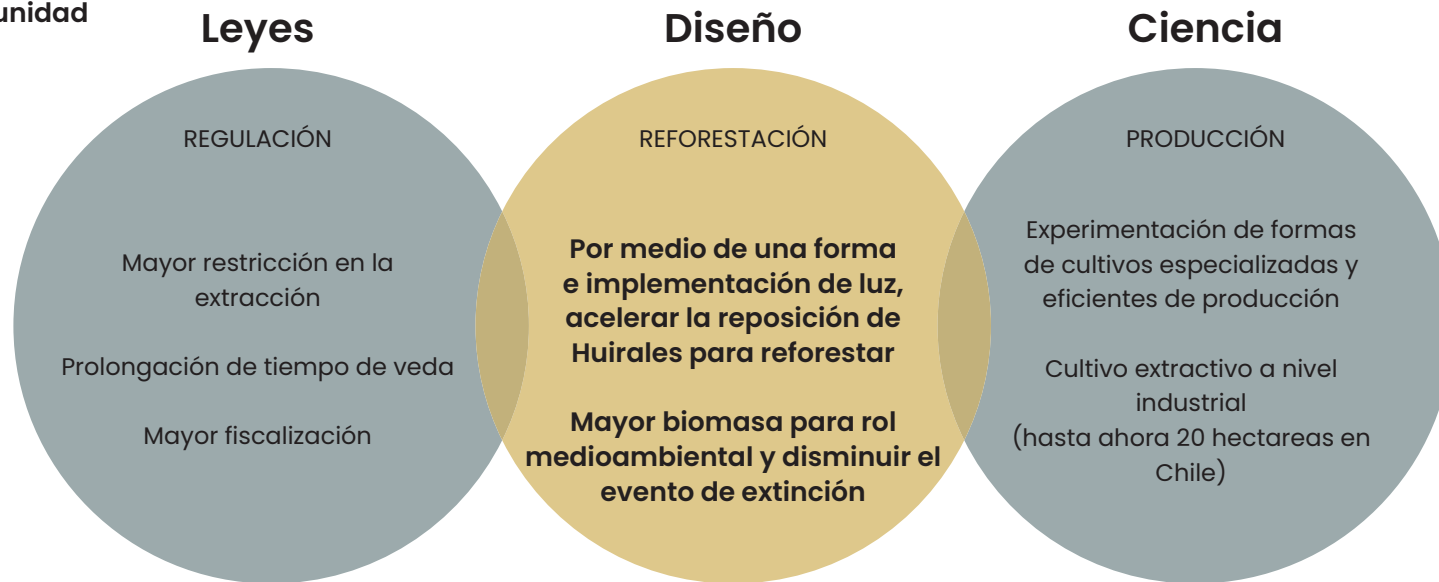 unidad
Leyes
Diseño
Ciencia
REGULACIÓN
Mayor restricción en la
extracción
Prolongación de tiempo de veda
Mayor fiscalización
REFORESTACIÓN
Por medio de una forma
e implementación de luz,
acelerar la reposición de
Huirales para reforestar
Mayor biomasa para rol
medioambiental y disminuir el
evento de extinción
PRODUCCIÓN
Experimentación de formas
de cultivos especializadas y
eficientes de producción
Cultivo extractivo a nivel
industrial
(hasta ahora 20 hectareas en
Chile)